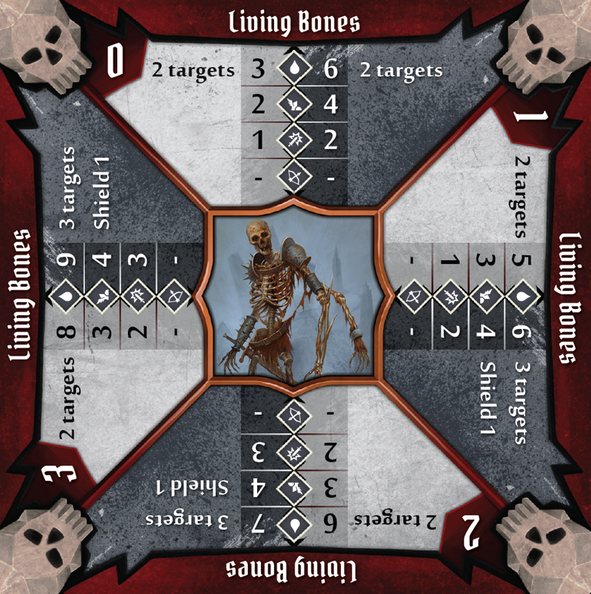 Living Bones
0
2 targets 3 6 2 targets
2 4
1 2
- -
Living Bones
1
2 targets 5 6 3 targets
3 4 Shield 1
1 2
- -
Living Bones
2
2 targets 6 7 3 targets
3 4 Shield 1
2 3
- -
Living Bones
3
2 targets 8 9 3 targets
3 4 Shield 1
2 3
- -